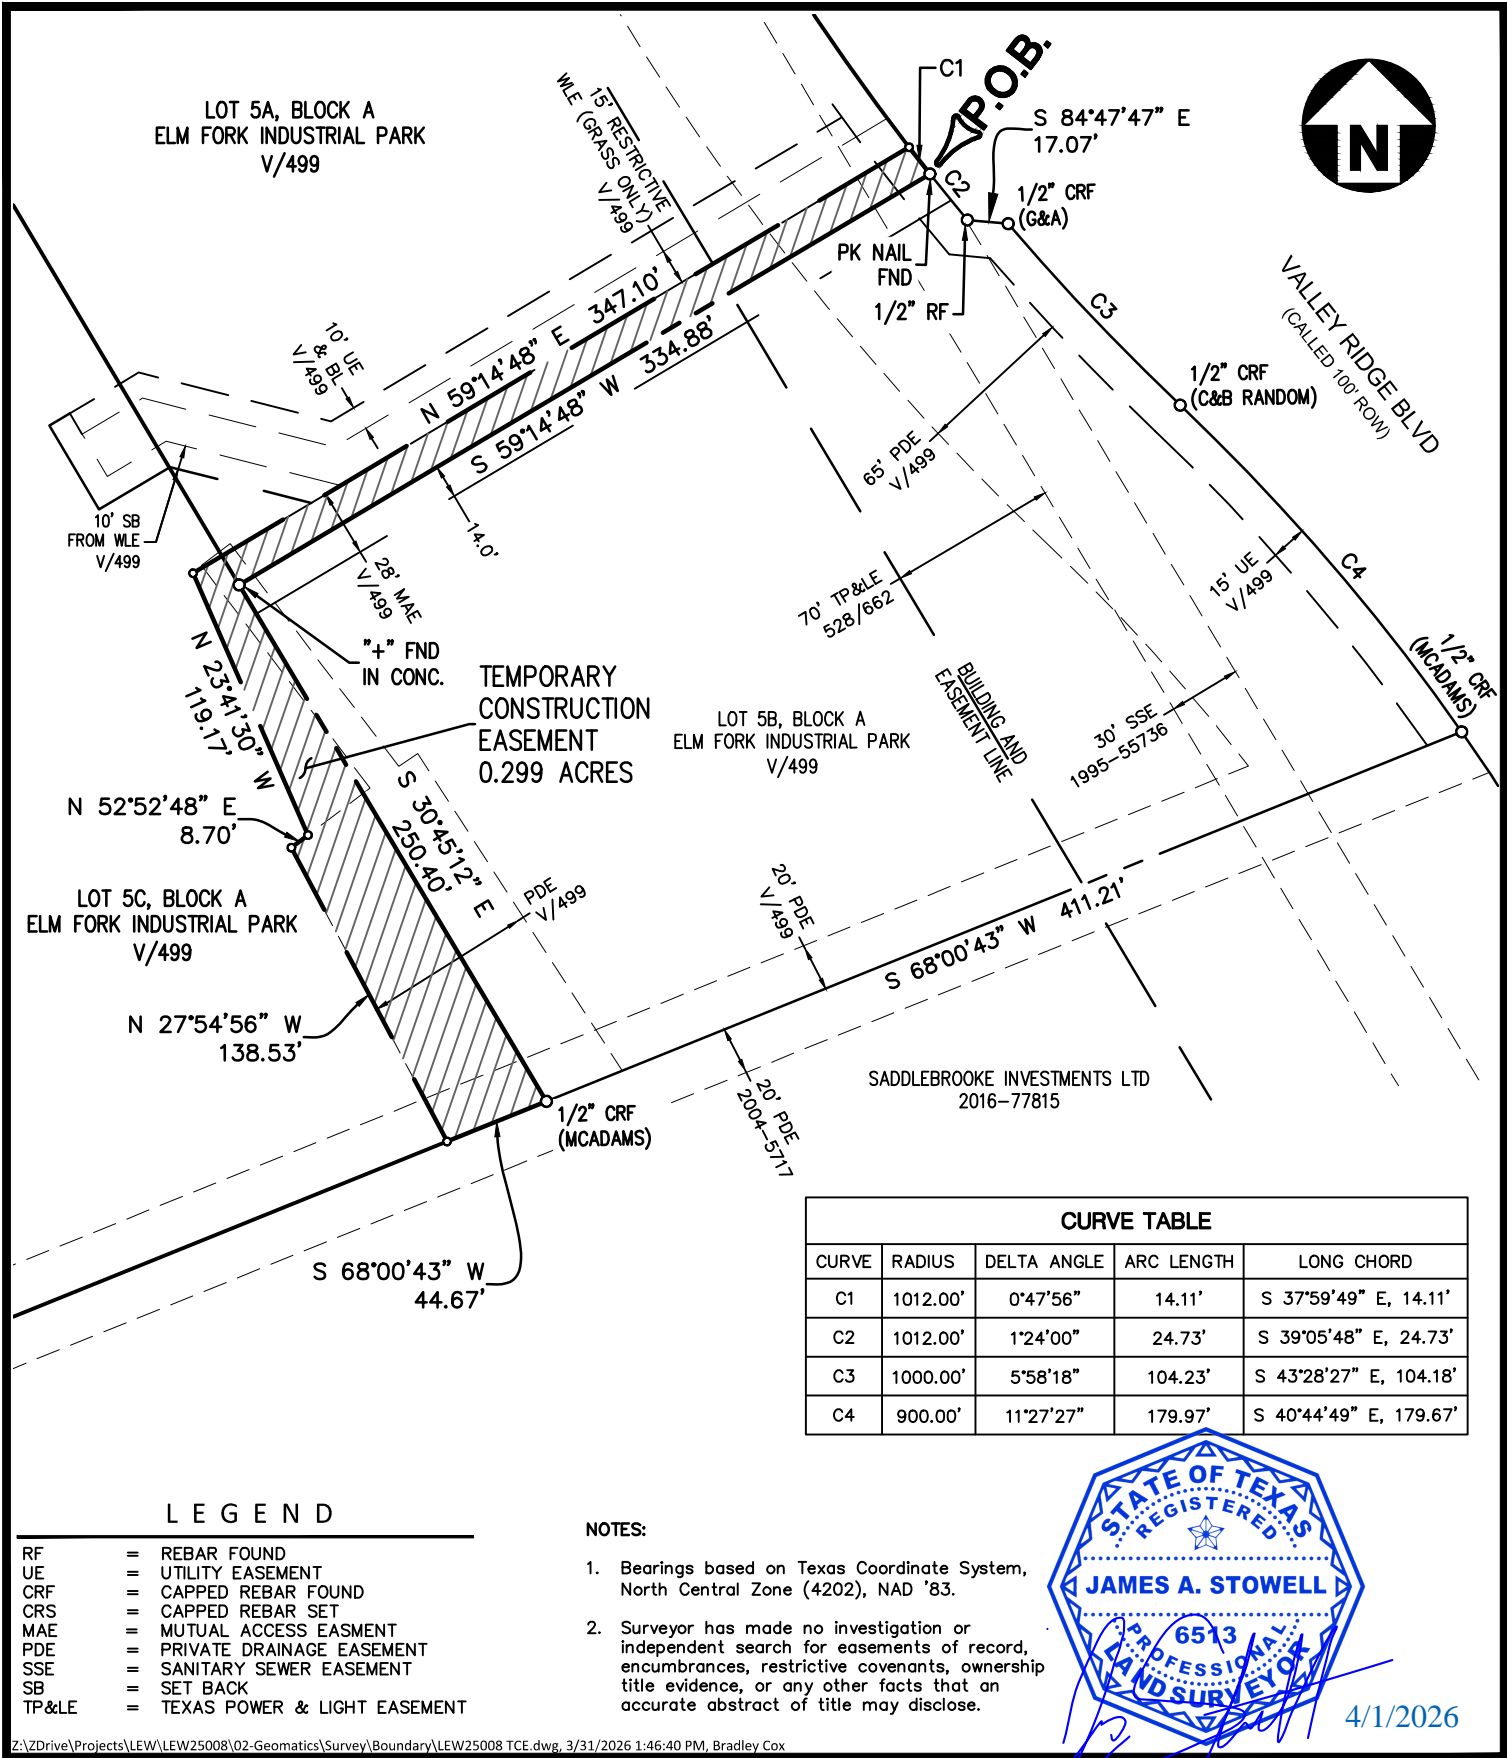 LOT 5A, BLOCK A
ELM FORK INDUSTRIAL PARK
V/499
15' RESTRICTIVE
WLE (GRASS ONLY)
V/499
C1
P.O.B.
S 84°47'47" E
17.07'
N
C2
1/2" CRF
(G&A)
PK NAIL
FND
1/2" RF
C3
VALLEY RIDGE BLVD
(CALLED 100' ROW)
1/2" CRF
(C&B RANDOM)
10' UE
& BL
V/499
N 59°14'48" E 347.10'
S 59°14'48" W 334.88'
65' PDE
V/499
10' SB
FROM WLE
V/499
14.0'
28' MAE
V/499
70' TP&LE
528/662
15' UE
V/499
C4
1/2" CRF
(MCADAMS)
"+" FND
IN CONC.
N 23°41'30" W
119.17'
TEMPORARY
CONSTRUCTION
EASEMENT
0.299 ACRES
LOT 5B, BLOCK A
ELM FORK INDUSTRIAL PARK
V/499
BUILDING AND
EASEMENT LINE
30' SSE
1995-55736
N 52°52'48" E
8.70'
S 30°45'12" E
250.40'
LOT 5C, BLOCK A
ELM FORK INDUSTRIAL PARK
V/499
PDE
V/499
20' PDE
V/499
S 68°00'43" W 411.21'
N 27°54'56" W
138.53'
SADDLEBROOKE INVESTMENTS LTD
2016-77815
1/2" CRF
(MCADAMS)
20' PDE
2004-5717
S 68°00'43" W
44.67'
CURVE TABLE
CURVE RADIUS DELTA ANGLE ARC LENGTH LONG CHORD
C1 1012.00' 0°47'56" 14.11' S 37°59'49" E, 14.11'
C2 1012.00' 1°24'00" 24.73' S 39°05'48" E, 24.73'
C3 1000.00' 5°58'18" 104.23' S 43°28'27" E, 104.18'
C4 900.00' 11°27'27" 179.97' S 40°44'49" E, 179.67'
LEGEND
RF = REBAR FOUND
UE = UTILITY EASEMENT
CRF = CAPPED REBAR FOUND
CRS = CAPPED REBAR SET
MAE = MUTUAL ACCESS EASMENT
PDE = PRIVATE DRAINAGE EASEMENT
SSE = SANITARY SEWER EASEMENT
SB = SET BACK
TP&LE = TEXAS POWER & LIGHT EASEMENT
NOTES:
1. Bearings based on Texas Coordinate System,
North Central Zone (4202), NAD '83.
2. Surveyor has made no investigation or
independent search for easements of record,
encumbrances, restrictive covenants, ownership
title evidence, or any other facts that an
accurate abstract of title may disclose.
STATE OF TEXAS
REGISTERED
JAMES A. STOWELL
6513
PROFESSIONAL
LAND SURVEYOR
4/1/2026
Z:\ZDrive\Projects\LEW\LEW25008\02-Geomatics\Survey\Boundary\LEW25008 TCE.dwg, 3/31/2026 1:46:40 PM, Bradley Cox